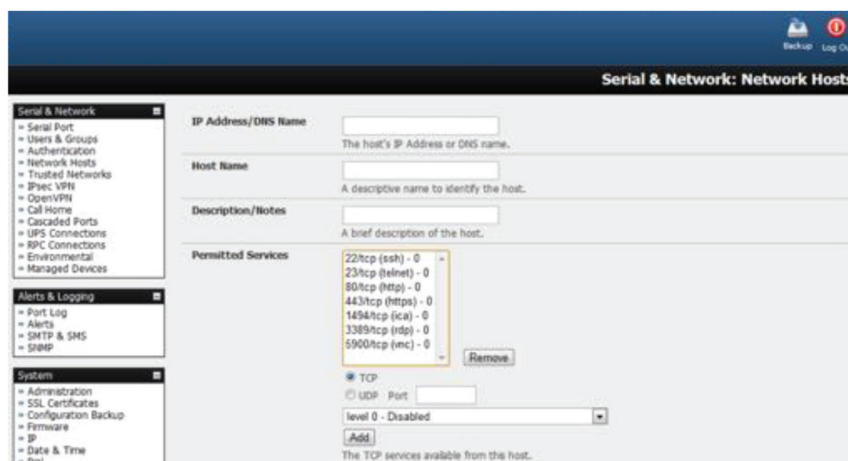 Backup
Log Ou
Serial & Network: Network Hosts
Serial & Network
Serial Port
Users & Groups
Authentication
Network Hosts
Trusted Networks
IPsec VPN
OpenVPN
Call Home
Cascaded Ports
UPS Connections
RPC Connections
Environmental
Managed Devices
Alerts & Logging
Port Log
Alerts
SMTP & SMS
SNMP
System
Administration
SSL Certificates
Configuration Backup
Firmware
IP
Date & Time
IP Address/DNS Name
The host's IP Address or DNS name.
Host Name
A descriptive name to identify the host.
Description/Notes
A brief description of the host.
Permitted Services
22/tcp (ssh) - 0
23/tcp (telnet) - 0
80/tcp (http) - 0
443/tcp (https) - 0
1494/tcp (ica) - 0
3389/tcp (rdp) - 0
5900/tcp (vnc) - 0
Remove
TCP
UDP Port
level 0 - Disabled
Add
The TCP services available from this host.